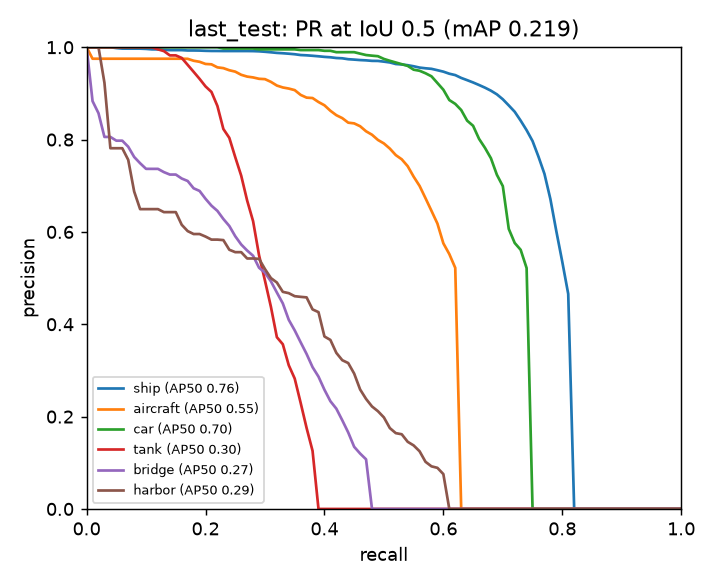 last_test: PR at IoU 0.5 (mAP 0.219)
1.0
0.8
0.6
0.4
0.2
0.0
precision
ship (AP50 0.76)
aircraft (AP50 0.55)
car (AP50 0.70)
tank (AP50 0.30)
bridge (AP50 0.27)
harbor (AP50 0.29)
0.0 0.2 0.4 0.6 0.8 1.0
recall